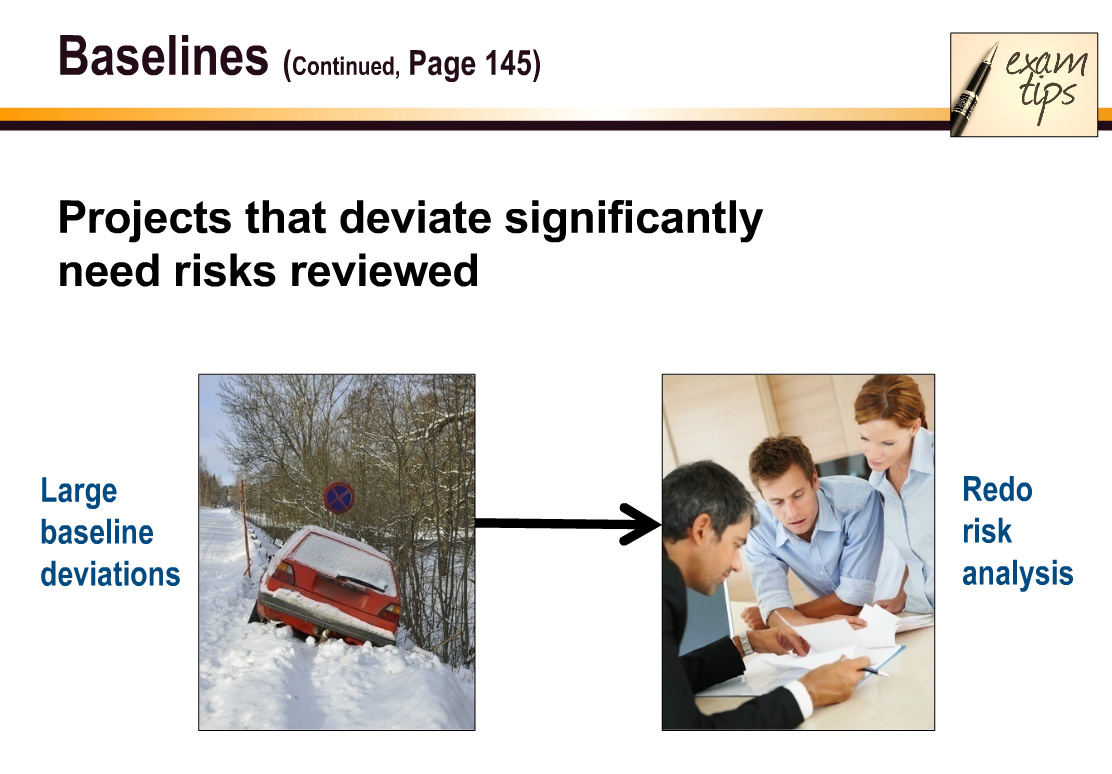 Baselines (Continued, Page 145)
exam
tips
Projects that deviate significantly
need risks reviewed
Large
baseline
deviations
Redo
risk
analysis